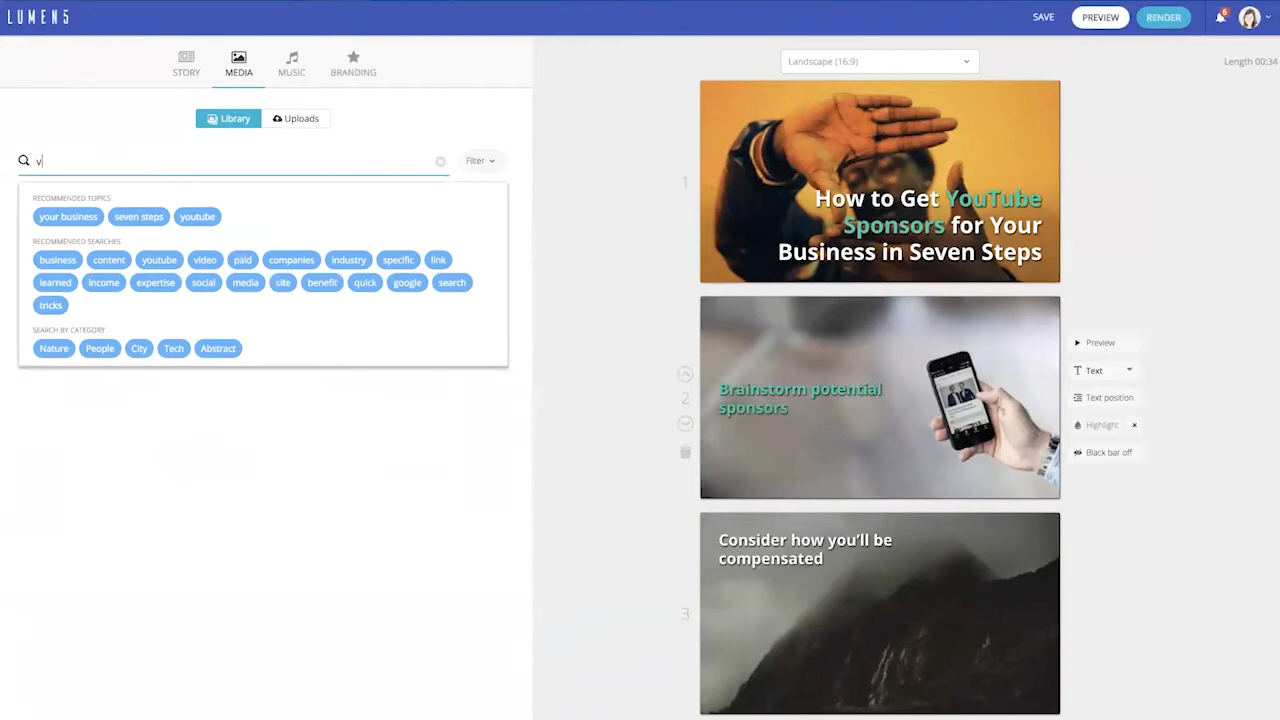 LUMEN5
SAVE
PREVIEW
RENDER
6
STORY
MEDIA
MUSIC
BRANDING
Library
Uploads
v
Filter
RECOMMENDED TOPICS
your business seven steps youtube
RECOMMENDED SEARCHES
business content youtube video paid companies industry specific link
learned income expertise social media site benefit quick google search
tricks
SEARCH BY CATEGORY
Nature People City Tech Abstract
Landscape (16:9)
Length 00:34
1
How to Get YouTube
Sponsors for Your
Business in Seven Steps
2
Brainstorm potential
sponsors
Preview
Text
Text position
Highlight
Black bar off
3
Consider how you'll be
compensated